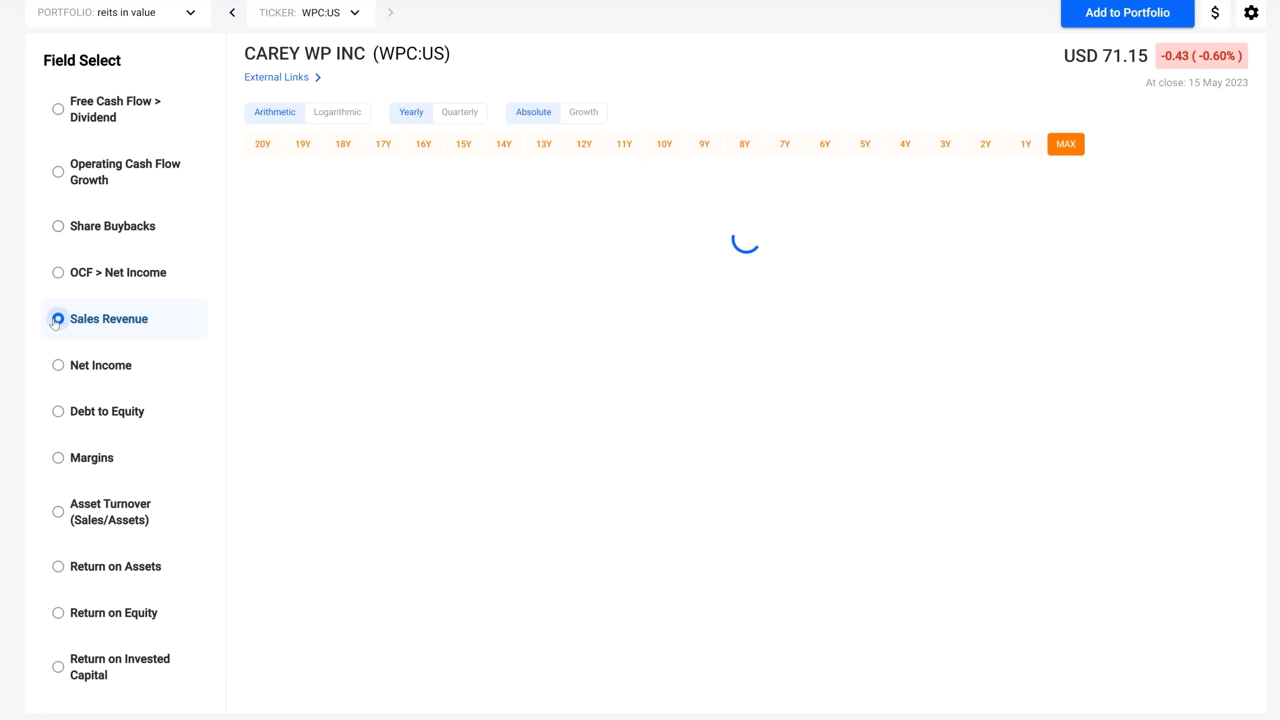 PORTFOLIO: reits in value
TICKER: WPC:US
Add to Portfolio
$
Field Select
Free Cash Flow >
Dividend
Operating Cash Flow
Growth
Share Buybacks
OCF > Net Income
Sales Revenue
Net Income
Debt to Equity
Margins
Asset Turnover
(Sales/Assets)
Return on Assets
Return on Equity
Return on Invested
Capital
CAREY WP INC (WPC:US)
USD 71.15 -0.43 ( -0.60% )
External Links
At close: 15 May 2023
Arithmetic Logarithmic Yearly Quarterly Absolute Growth
20Y 19Y 18Y 17Y 16Y 15Y 14Y 13Y 12Y 11Y 10Y 9Y 8Y 7Y 6Y 5Y 4Y 3Y 2Y 1Y MAX